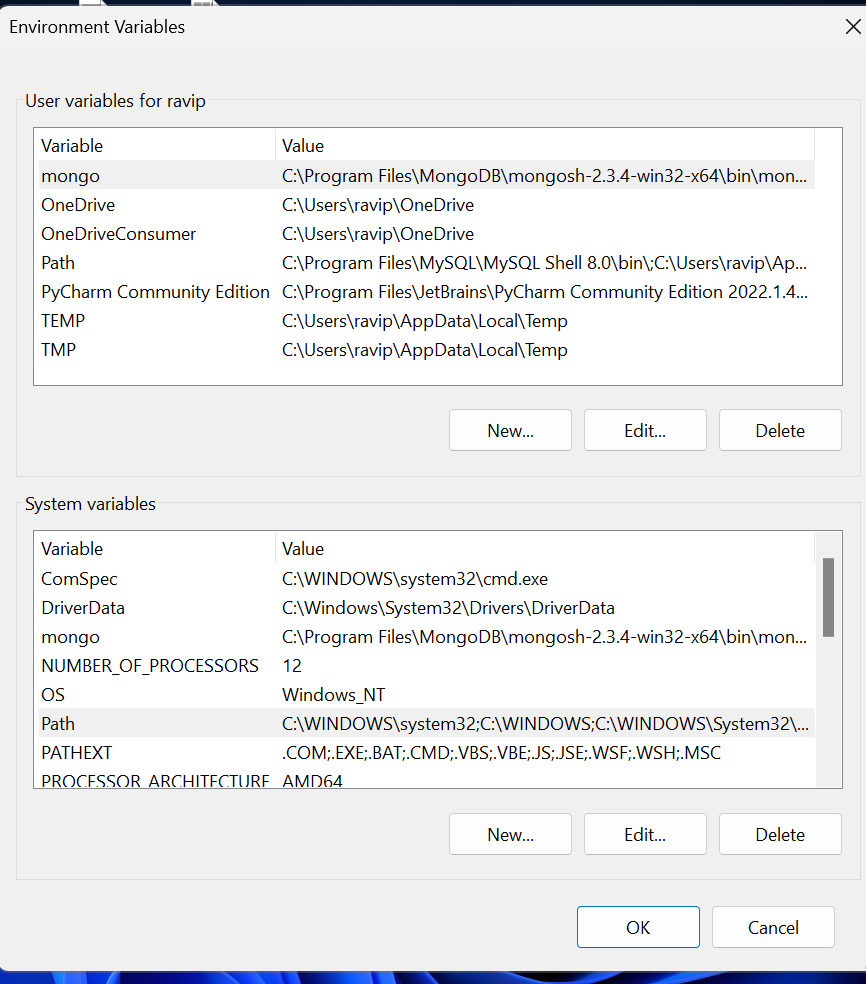 Environment Variables
User variables for ravip
Variable Value
mongo C:\Program Files\MongoDB\mongosh-2.3.4-win32-x64\bin\mon...
OneDrive C:\Users\ravip\OneDrive
OneDriveConsumer C:\Users\ravip\OneDrive
Path C:\Program Files\MySQL\MySQL Shell 8.0\bin\;C:\Users\ravip\Ap...
PyCharm Community Edition C:\Program Files\JetBrains\PyCharm Community Edition 2022.1.4...
TEMP C:\Users\ravip\AppData\Local\Temp
TMP C:\Users\ravip\AppData\Local\Temp
New... Edit... Delete
System variables
Variable Value
ComSpec C:\WINDOWS\system32\cmd.exe
DriverData C:\Windows\System32\Drivers\DriverData
mongo C:\Program Files\MongoDB\mongosh-2.3.4-win32-x64\bin\mon...
NUMBER_OF_PROCESSORS 12
OS Windows_NT
Path C:\WINDOWS\system32;C:\WINDOWS;C:\WINDOWS\System32\...
PATHEXT .COM;.EXE;.BAT;.CMD;.VBS;.VBE;.JS;.JSE;.WSF;.WSH;.MSC
PROCESSOR_ARCHITECTURE AMD64
New... Edit... Delete
OK Cancel